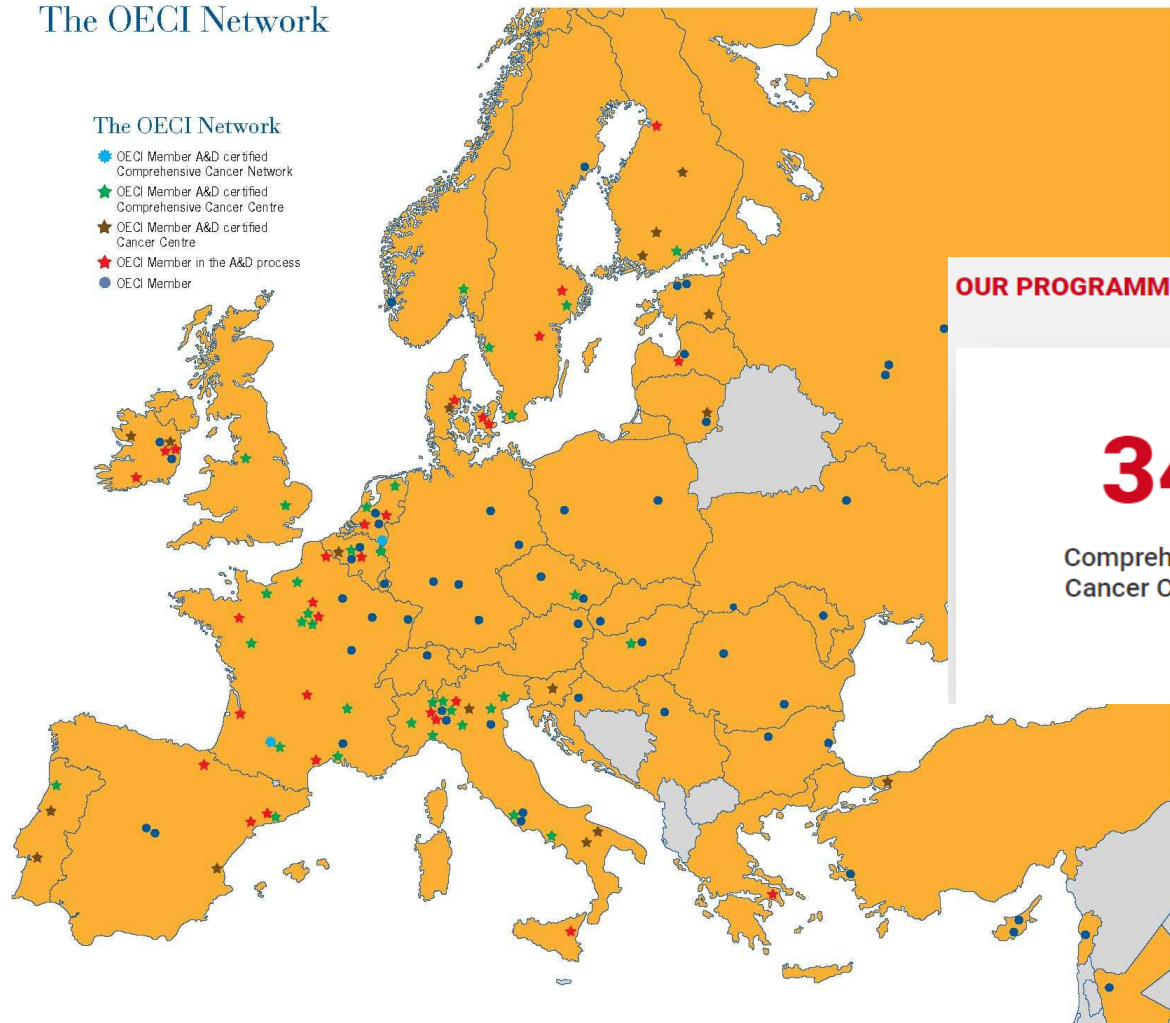 The OECI Network
The OECI Network
OECI Member A&D certified
Comprehensive Cancer Network
OECI Member A&D certified
Comprehensive Cancer Centre
OECI Member A&D certified
Cancer Centre
OECI Member in the A&D process
OECI Member
OUR PROGRAMM
34
Compreh
Cancer C